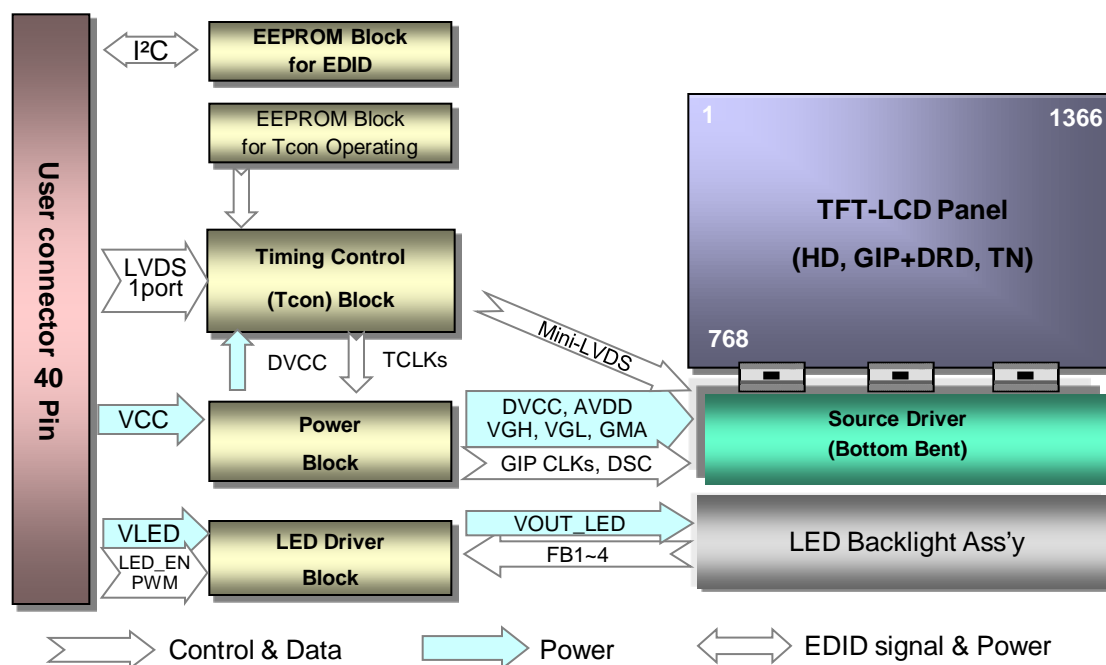 User connector 40 Pin
I²C
EEPROM Block
for EDID
EEPROM Block
for Tcon Operating
LVDS
1port
Timing Control
(Tcon) Block
DVCC
TCLKs
Mini-LVDS
1
1366
TFT-LCD Panel
(HD, GIP+DRD, TN)
768
VCC
Power
Block
DVCC, AVDD
VGH, VGL, GMA
GIP CLKs, DSC
Source Driver
(Bottom Bent)
VLED
LED_EN
PWM
LED Driver
Block
VOUT_LED
FB1~4
LED Backlight Ass'y
Control & Data
Power
EDID signal & Power